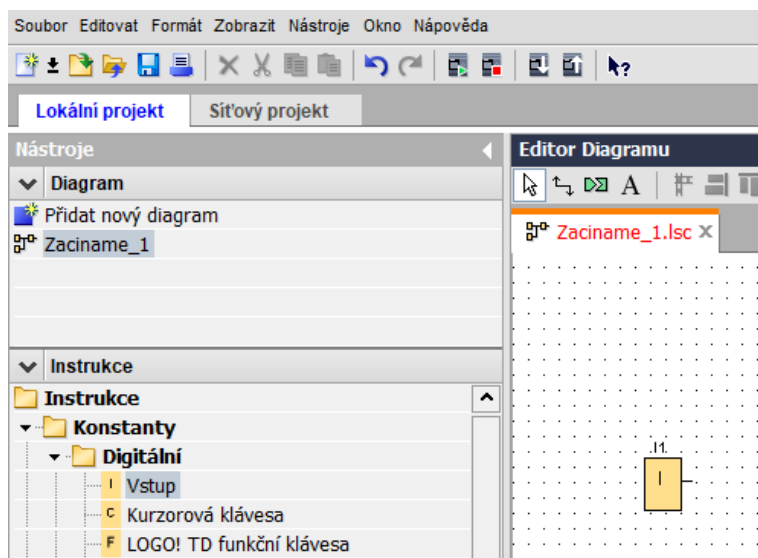 Soubor Editovat Formát Zobrazit Nástroje Okno Nápověda
Lokální projekt Síťový projekt
Nástroje
Diagram
Přidat nový diagram
Zaciname_1
Instrukce
Instrukce
Konstanty
Digitální
I Vstup
C Kurzorová klávesa
F LOGO! TD funkční klávesa
Editor Diagramu
A
Zaciname_1.lsc X
I1
I